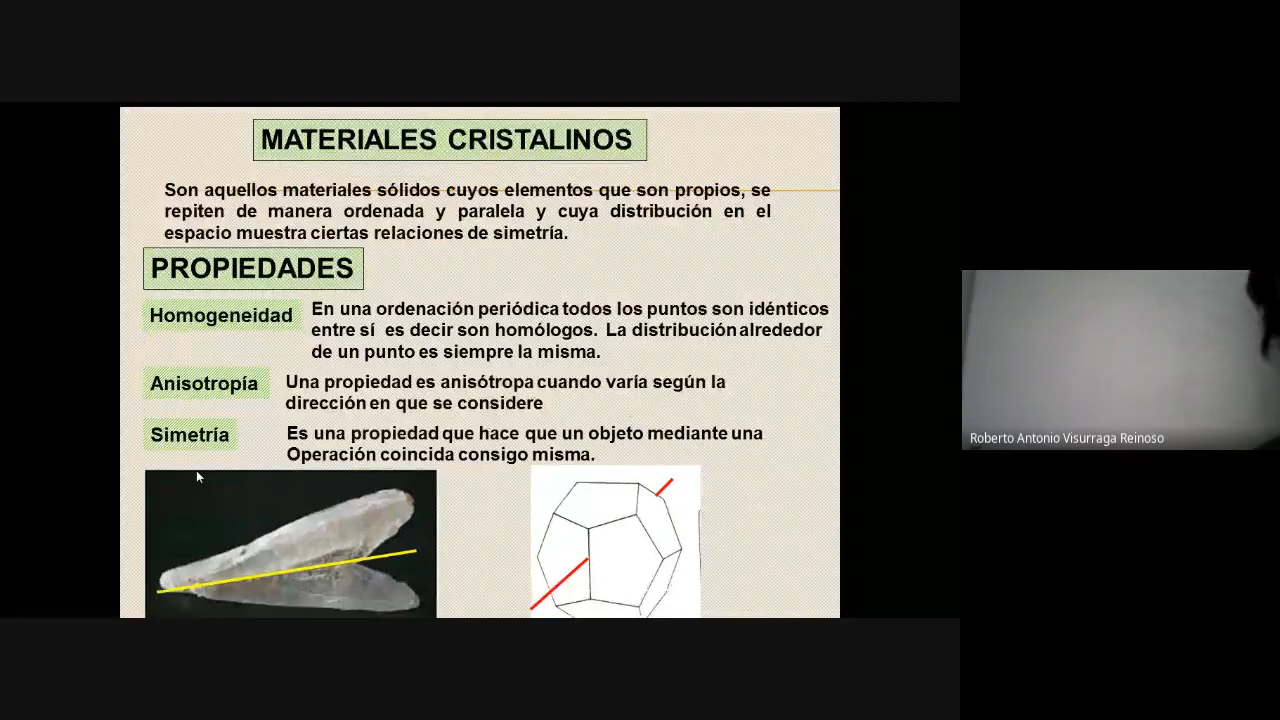 MATERIALES CRISTALINOS
Son aquellos materiales sólidos cuyos elementos que son propios, se
repiten de manera ordenada y paralela y cuya distribución en el
espacio muestra ciertas relaciones de simetría.
PROPIEDADES
Homogeneidad
En una ordenación periódica todos los puntos son idénticos
entre sí es decir son homólogos. La distribución alrededor
de un punto es siempre la misma.
Anisotropía
Una propiedad es anisótropa cuando varía según la
dirección en que se considere
Simetría
Es una propiedad que hace que un objeto mediante una
Operación coincida consigo misma.
Roberto Antonio Visurraga Reinoso